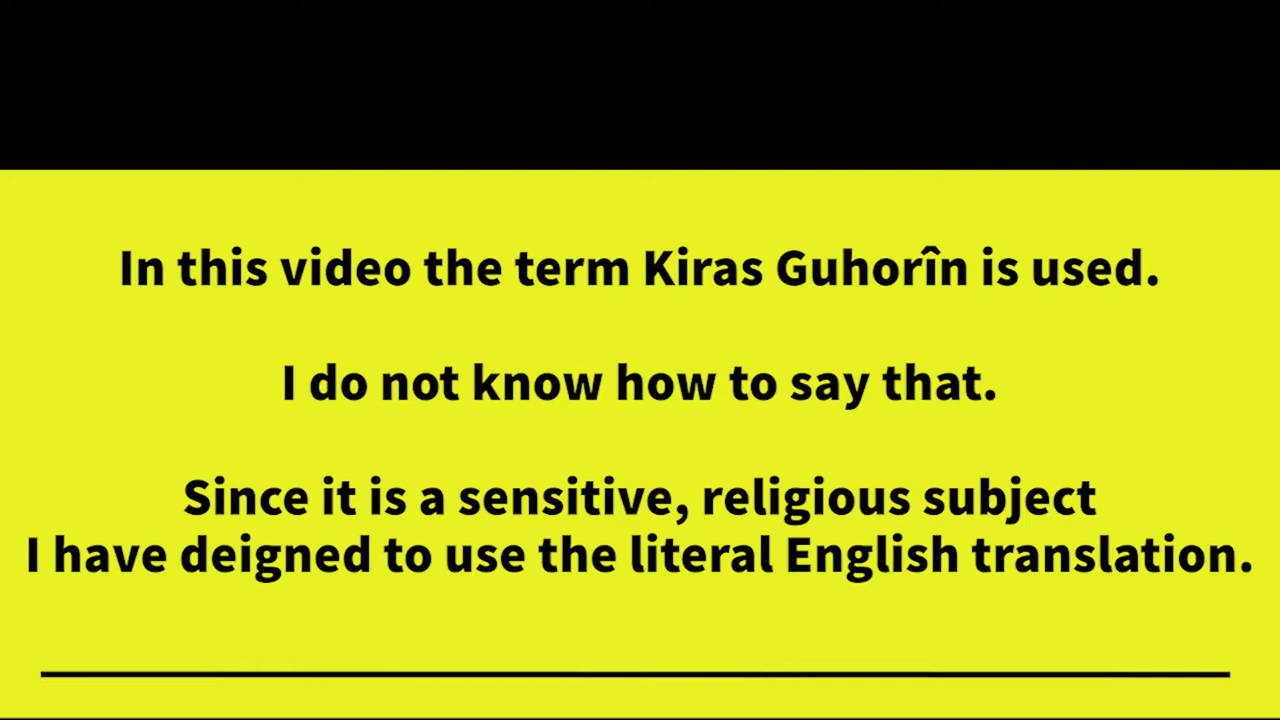 In this video the term Kiras Guhorîn is used.
I do not know how to say that.
Since it is a sensitive, religious subject
I have deigned to use the literal English translation.